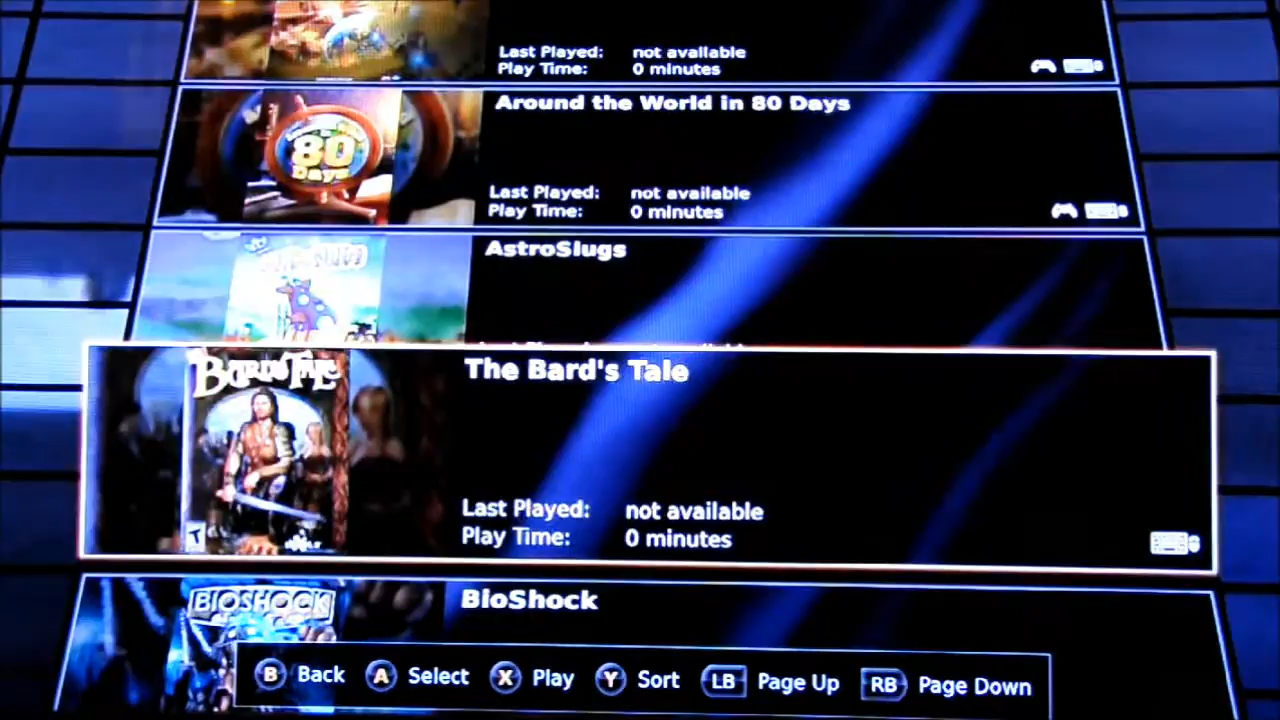 Last Played: not available
Play Time: 0 minutes
80
Days
Around the World in 80 Days
Last Played: not available
Play Time: 0 minutes
AstroSlugs
BARD'S TALE
T
The Bard's Tale
Last Played: not available
Play Time: 0 minutes
BIOSHOCK
BioShock
B Back A Select X Play Y Sort LB Page Up RB Page Down